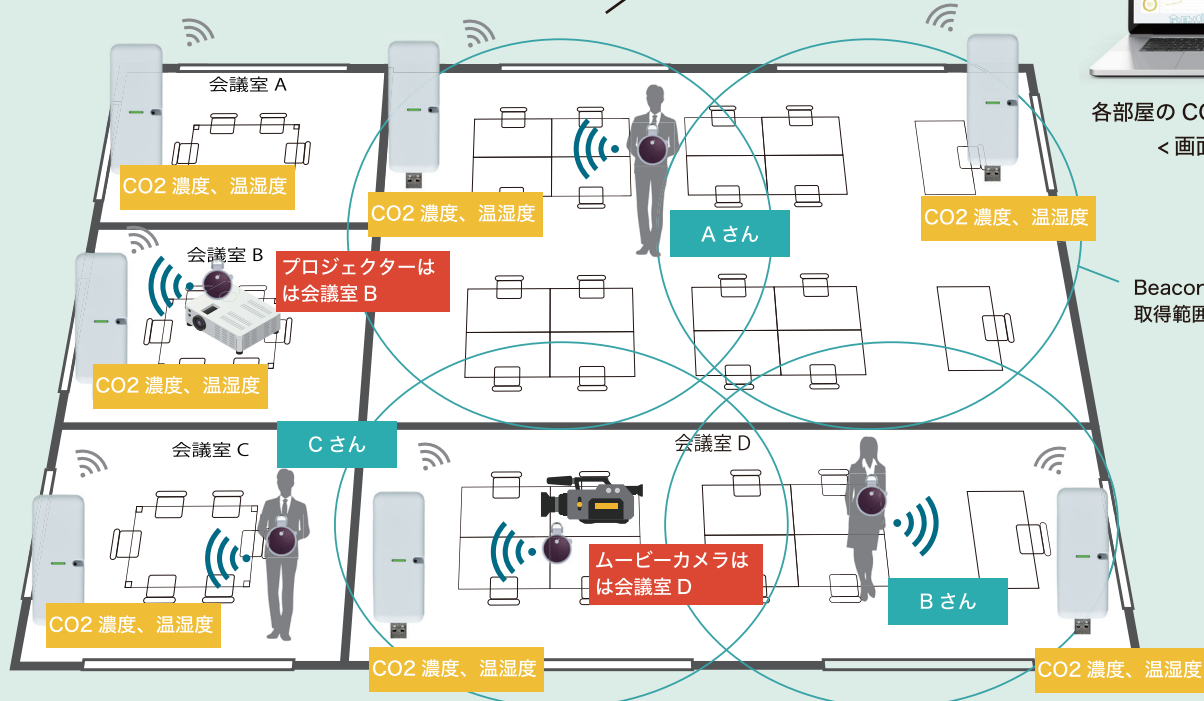 会議室 A
各部屋の CO
<画面
CO2 濃度、温湿度
CO2 濃度、温湿度
CO2 濃度、温湿度
A さん
会議室 B
プロジェクターは
は会議室 B
Beacon
取得範囲
CO2 濃度、温湿度
会議室 C
C さん
会議室 D
ムービーカメラは
は会議室 D
B さん
CO2 濃度、温湿度
CO2 濃度、温湿度
CO2 濃度、温湿度